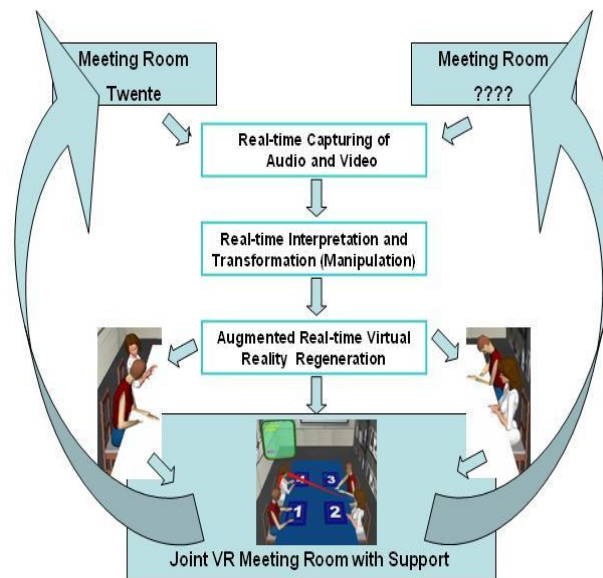 Meeting Room
Twente
Meeting Room
????
Real-time Capturing of
Audio and Video
Real-time Interpretation and
Transformation (Manipulation)
Augmented Real-time Virtual
Reality Regeneration
3
1
2
Joint VR Meeting Room with Support